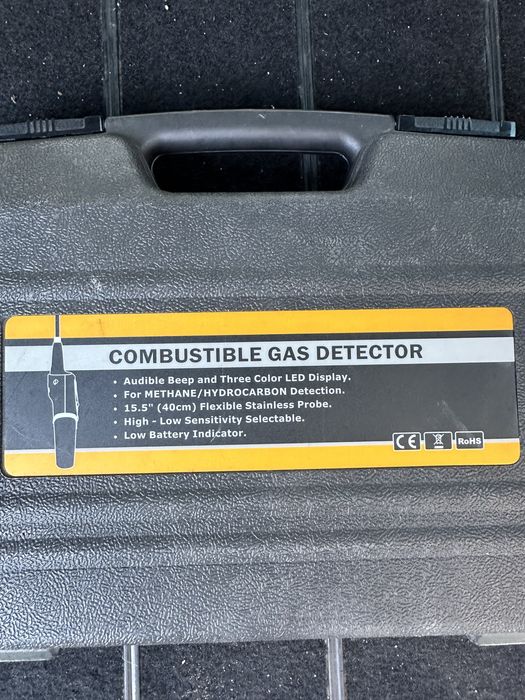 COMBUSTIBLE GAS DETECTOR
• Audible Beep and Three Color LED Display.
• For METHANE/HYDROCARBON Detection.
• 15.5" (40cm) Flexible Stainless Probe.
• High - Low Sensitivity Selectable.
• Low Battery Indicator.
CE RoHS